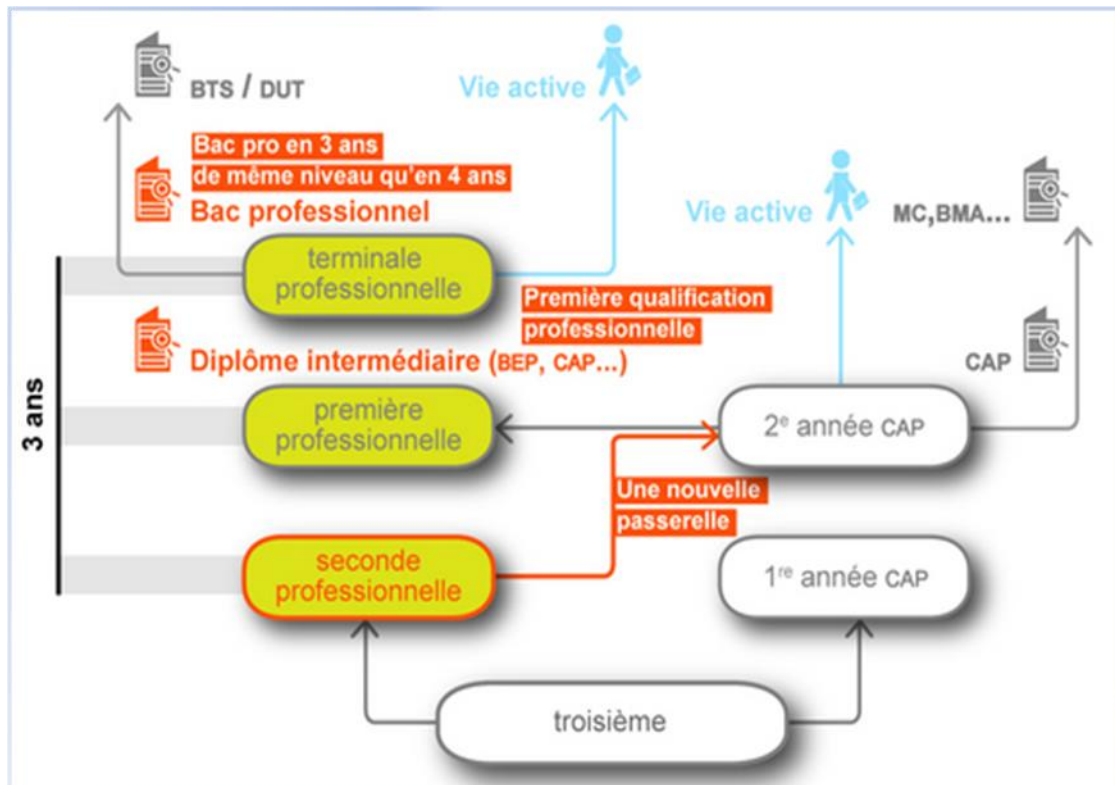 BTS / DUT
Vie active
Bac pro en 3 ans
de même niveau qu'en 4 ans
Bac professionnel
Vie active
MC,BMA...
terminale
professionnelle
Première qualification
professionnelle
Diplôme intermédiaire (BEP, CAP...)
CAP
3 ans
première
professionnelle
2e année CAP
Une nouvelle
passerelle
seconde
professionnelle
1re année CAP
troisième